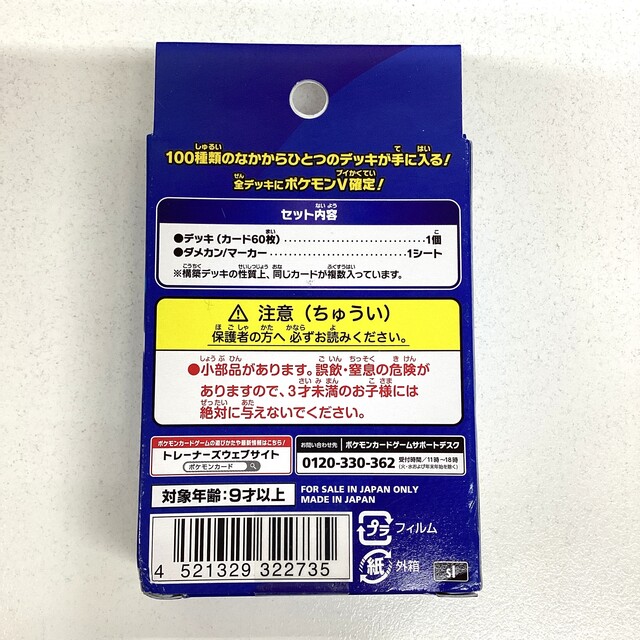 100種類のなかからひとつのデッキが手に入る!
全デッキにポケモンV確定!
セット内容
●デッキ(カード60枚)……………………1個
●ダメカン/マーカー……………………1シート
※構築デッキの性質上、同じカードが複数入っています。
⚠ 注意(ちゅうい)
保護者の方へ 必ずお読みください。
●小部品があります。誤飲・窒息の危険が
ありますので、3才未満のお子様には
絶対に与えないでください。
ポケモンカードゲームの遊びかたや最新情報はこちら!
トレーナーズウェブサイト
ポケモンカード
お問い合わせ先 ポケモンカードゲームサポートデスク
0120-330-362 受付時間/11時〜18時
(火・水および年末年始を除く)
対象年齢:9才以上
FOR SALE IN JAPAN ONLY
MADE IN JAPAN
プラ フィルム
紙 外箱
4 521329 322735
sI